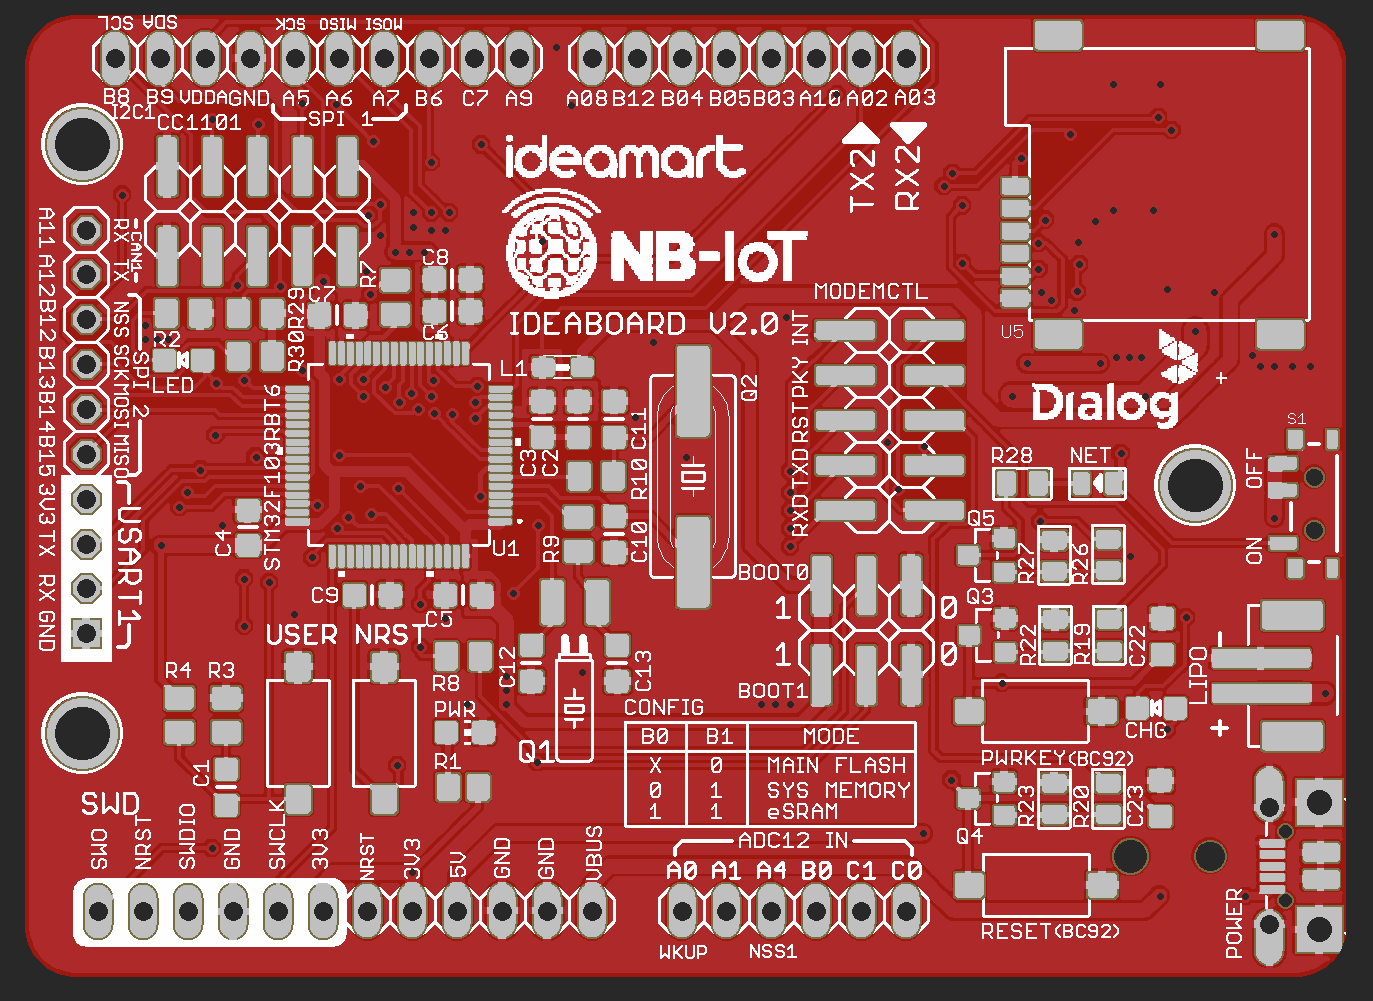 SCL SDA SCK MISO MOSI
B8 B9 VDDA GND A5 A6 A7 B6 C7 A9 A08 B12 B04 B05 B03 A10 A02 A03
I2C1
CC1101
SPI 1
TX2
RX2
ideamart
NB-IoT
IDEABOARD V2.0
MODEMCTL
A11
A12
B12
B13
B14
B15
3V3
TX
RX
GND
RX
TX
CAN1
NSS
SCK
MOSI
MISO
SPI 2
USART1
R7
C8
C6
C7
R29
R30
R2
LED
STM32F103RBT6
U1
L1
C3
C2
C11
R10
C10
R9
Q2
C4
C9
C5
INT
PKY
RST
TXD
RXD
U5
Dialog
+
S1
OFF
ON
R28
NET
Q5
R27
R26
Q3
R22
R19
C22
BOOT0
1 0
1 0
BOOT1
LIPO
+
CHG
PWRKEY(BC92)
Q4
R23
R20
C23
RESET(BC92)
POWER
USER NRST
R4 R3
C1
R8
PWR
R1
C12
C13
Q1
CONFIG
B0 B1 MODE
X 0 MAIN FLASH
0 1 SYS MEMORY
1 1 eSRAM
ADC12 IN
A0 A1 A4 B0 C1 C0
WKUP NSS1
SWD
SWO
NRST
SWDIO
GND
SWCLK
3V3
NRST
3V3
5V
GND
GND
VBUS